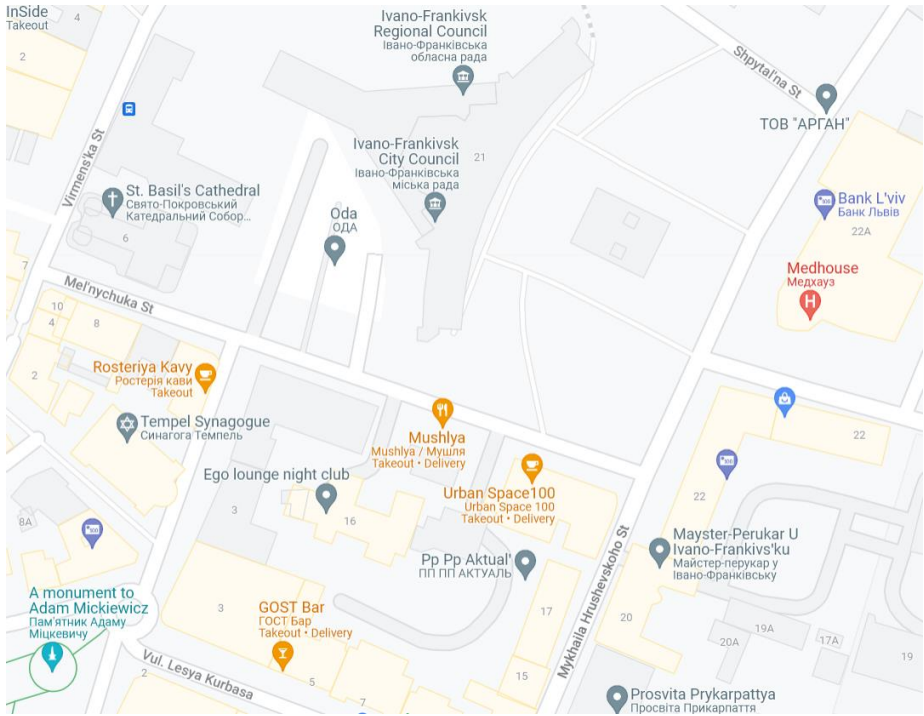 InSide
Takeout
4
2
Ivano-Frankivsk
Regional Council
Івано-Франківська
обласна рада
Shpytal'na St
ТОВ "АРГАН"
Virmens'ka St
Ivano-Frankivsk
City Council
Івано-Франківська
міська рада
21
St. Basil's Cathedral
Свято-Покровський
Катедральний Собор...
6
Oda
ОДА
Bank L'viv
Банк Львів
22A
7
Medhouse
Медхауз
H
Mel'nychuka St
10
4
8
2
Rosteriya Kavy
Ростерія кави
Takeout
Tempel Synagogue
Синагога Темпель
Mushlya
Mushlya / Мушля
Takeout • Delivery
22
Ego lounge night club
3
16
Urban Space100
Urban Space 100
Takeout • Delivery
22
8A
Mayster-Perukar U
Ivano-Frankivs'ku
Майстер-перукар у
Івано-Франківську
Pp Pp Aktual'
ПП ПП АКТУАЛЬ
Mykhaila Hrushevskoho St
A monument to
Adam Mickiewicz
Пам'ятник Адаму
Міцкевичу
3
GOST Bar
ГОСТ Бар
Takeout • Delivery
17
20
20A
19A
17A
19
2
Vul. Lesya Kurbasa
5
7
15
Prosvita Prykarpattya
Просвіта Прикарпаття